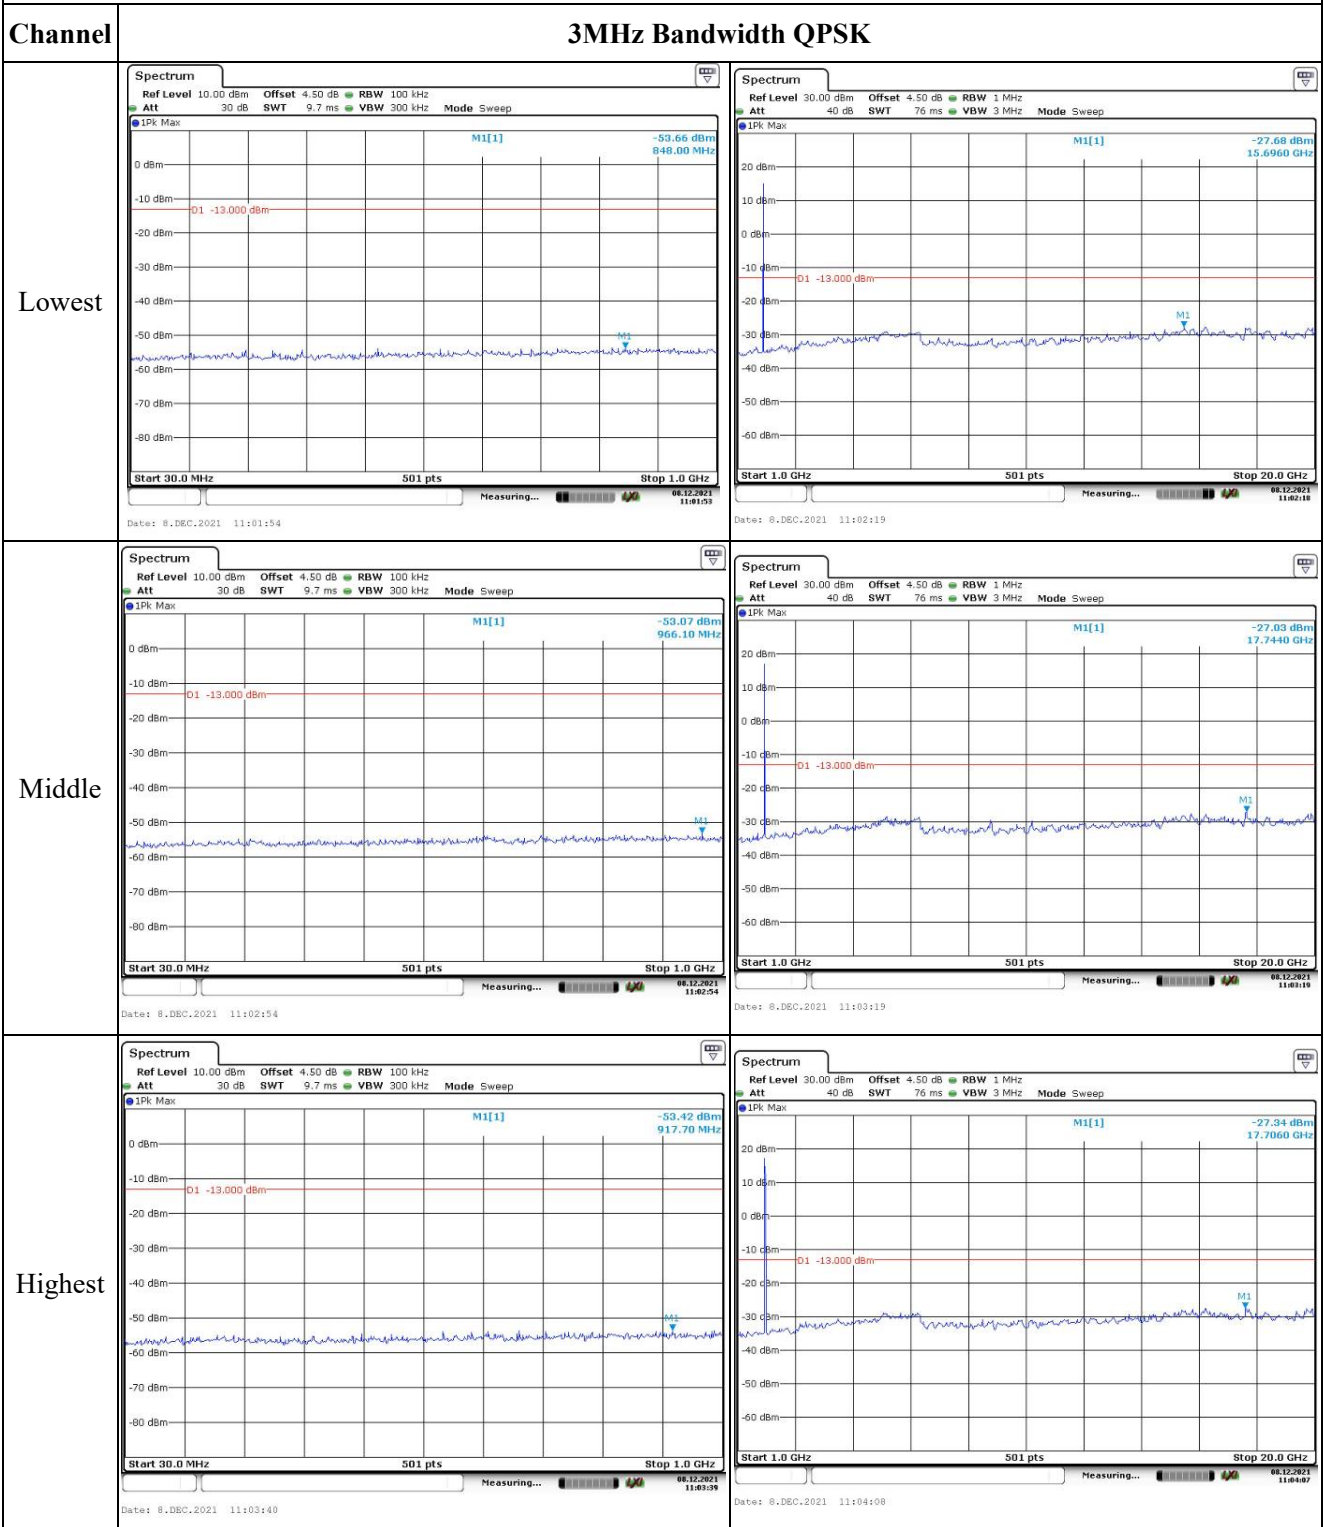 Channel 3MHz Bandwidth QPSK
Lowest
Spectrum
Ref Level 10.00 dBm Offset 4.50 dB RBW 100 kHz
Att 30 dB SWT 9.7 ms VBW 300 kHz Mode Sweep
1Pk Max
M1[1] -53.66 dBm
848.00 MHz
0 dBm
-10 dBm
D1 -13.000 dBm
-20 dBm
-30 dBm
-40 dBm
-50 dBm
M1
-60 dBm
-70 dBm
-80 dBm
Start 30.0 MHz 501 pts Stop 1.0 GHz
Measuring... 08.12.2021
11:01:53
Date: 8.DEC.2021 11:01:54
Spectrum
Ref Level 30.00 dBm Offset 4.50 dB RBW 1 MHz
Att 40 dB SWT 76 ms VBW 3 MHz Mode Sweep
1Pk Max
M1[1] -27.68 dBm
15.6960 GHz
20 dBm
10 dBm
0 dBm
-10 dBm
D1 -13.000 dBm
-20 dBm
M1
-30 dBm
-40 dBm
-50 dBm
-60 dBm
Start 1.0 GHz 501 pts Stop 20.0 GHz
Measuring... 08.12.2021
11:02:18
Date: 8.DEC.2021 11:02:19
Middle
Spectrum
Ref Level 10.00 dBm Offset 4.50 dB RBW 100 kHz
Att 30 dB SWT 9.7 ms VBW 300 kHz Mode Sweep
1Pk Max
M1[1] -53.07 dBm
966.10 MHz
0 dBm
-10 dBm
D1 -13.000 dBm
-20 dBm
-30 dBm
-40 dBm
-50 dBm
M1
-60 dBm
-70 dBm
-80 dBm
Start 30.0 MHz 501 pts Stop 1.0 GHz
Measuring... 08.12.2021
11:02:54
Date: 8.DEC.2021 11:02:54
Spectrum
Ref Level 30.00 dBm Offset 4.50 dB RBW 1 MHz
Att 40 dB SWT 76 ms VBW 3 MHz Mode Sweep
1Pk Max
M1[1] -27.03 dBm
17.7440 GHz
20 dBm
10 dBm
0 dBm
-10 dBm
D1 -13.000 dBm
-20 dBm
M1
-30 dBm
-40 dBm
-50 dBm
-60 dBm
Start 1.0 GHz 501 pts Stop 20.0 GHz
Measuring... 08.12.2021
11:03:19
Date: 8.DEC.2021 11:03:19
Highest
Spectrum
Ref Level 10.00 dBm Offset 4.50 dB RBW 100 kHz
Att 30 dB SWT 9.7 ms VBW 300 kHz Mode Sweep
1Pk Max
M1[1] -53.42 dBm
917.70 MHz
0 dBm
-10 dBm
D1 -13.000 dBm
-20 dBm
-30 dBm
-40 dBm
-50 dBm
M1
-60 dBm
-70 dBm
-80 dBm
Start 30.0 MHz 501 pts Stop 1.0 GHz
Measuring... 08.12.2021
11:03:39
Date: 8.DEC.2021 11:03:40
Spectrum
Ref Level 30.00 dBm Offset 4.50 dB RBW 1 MHz
Att 40 dB SWT 76 ms VBW 3 MHz Mode Sweep
1Pk Max
M1[1] -27.34 dBm
17.7060 GHz
20 dBm
10 dBm
0 dBm
-10 dBm
D1 -13.000 dBm
-20 dBm
M1
-30 dBm
-40 dBm
-50 dBm
-60 dBm
Start 1.0 GHz 501 pts Stop 20.0 GHz
Measuring... 08.12.2021
11:04:07
Date: 8.DEC.2021 11:04:08